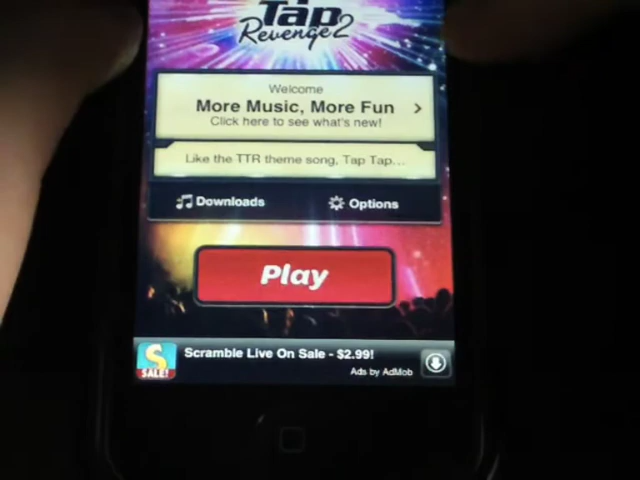 Tap
Revenge2
Welcome
More Music, More Fun
Click here to see what's new!
Like the TTR theme song, Tap Tap...
Downloads
Options
Play
Scramble Live On Sale - $2.99!
SALE!
Ads by AdMob